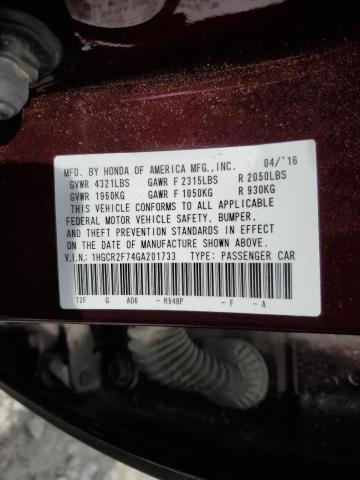 MFD. BY HONDA OF AMERICA MFG., INC. 04/'16
GVWR 4321LBS GAWR F 2315LBS R 2050LBS
GVWR 1960KG GAWR F 1050KG R 930KG
THIS VEHICLE CONFORMS TO ALL APPLICABLE
FEDERAL MOTOR VEHICLE SAFETY, BUMPER,
AND THEFT PREVENTION STANDARDS IN EFFECT
ON THE DATE OF MANUFACTURE SHOWN ABOVE.
V.I.N.: 1HGCR2F74GA201733 TYPE: PASSENGER CAR
T2F G AD6 - R548P - F - A